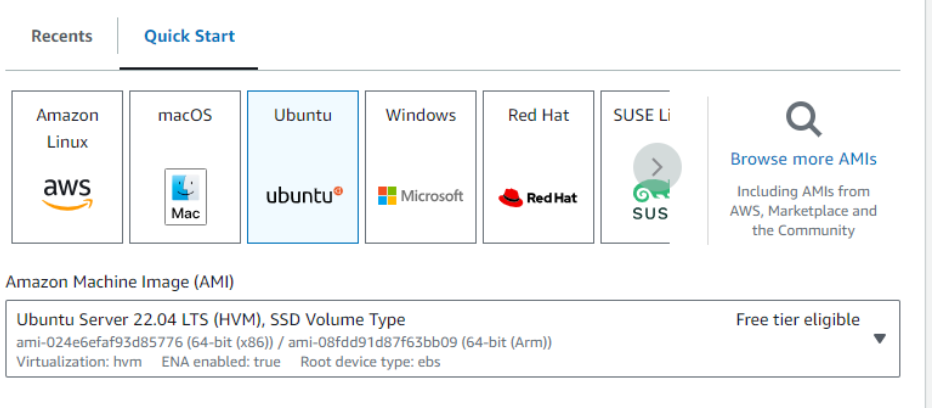 Recents
Quick Start
Amazon
Linux
aws
macOS
Mac
Ubuntu
ubuntu®
Windows
Microsoft
Red Hat
Red Hat
SUSE Li
SUS
Browse more AMIs
Including AMIs from
AWS, Marketplace and
the Community
Amazon Machine Image (AMI)
Ubuntu Server 22.04 LTS (HVM), SSD Volume Type
Free tier eligible
ami-024e6efaf93d85776 (64-bit (x86)) / ami-08fdd91d87f63bb09 (64-bit (Arm))
Virtualization: hvm ENA enabled: true Root device type: ebs